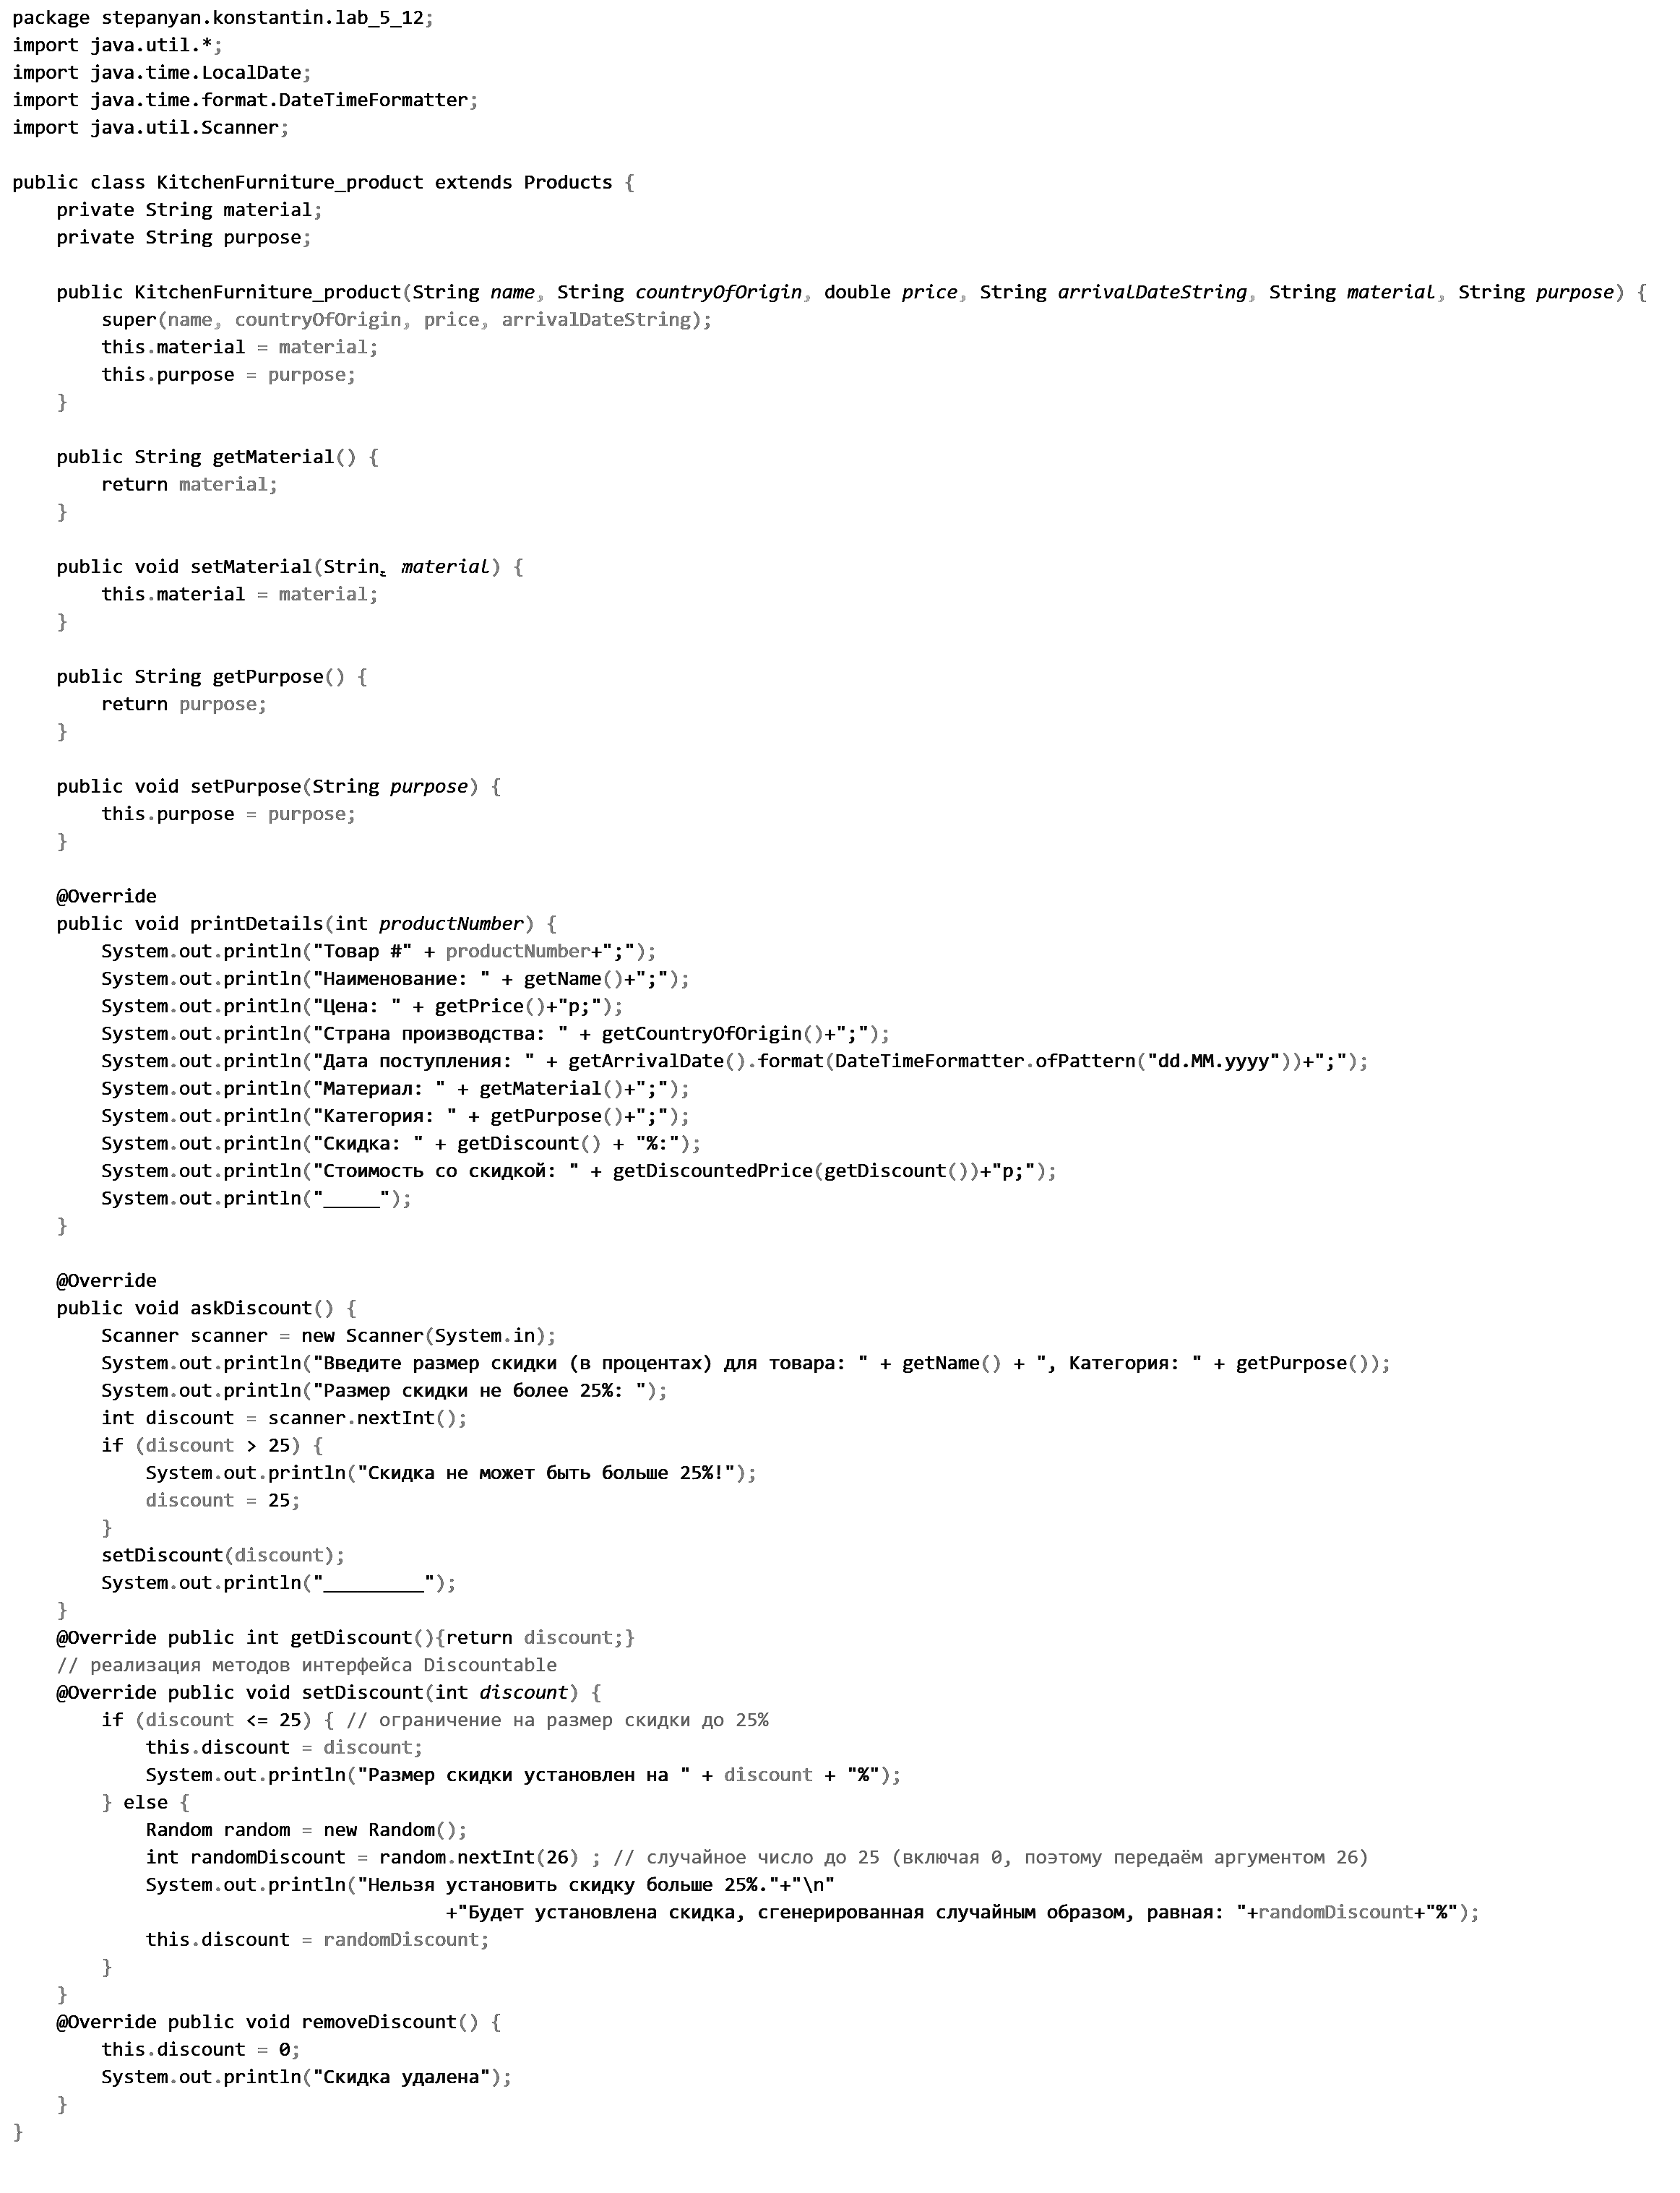 package stepanyan.konstantin.lab_5_12;
import java.util.*;
import java.time.LocalDate;
import java.time.format.DateTimeFormatter;
import java.util.Scanner;

public class KitchenFurniture_product extends Products {
    private String material;
    private String purpose;

    public KitchenFurniture_product(String name, String countryOfOrigin, double price, String arrivalDateString, String material, String purpose) {
        super(name, countryOfOrigin, price, arrivalDateString);
        this.material = material;
        this.purpose = purpose;
    }

    public String getMaterial() {
        return material;
    }

    public void setMaterial( material) {
        this.material = material;
    }

    public String getPurpose() {
        return purpose;
    }

    public void setPurpose(String purpose) {
        this.purpose = purpose;
    }

    @Override
    public void printDetails(int productNumber) {
        System.out.println("Товар #" + productNumber+";");
        System.out.println("Наименование: " + getName()+";");
        System.out.println("Цена: " + getPrice()+"р;");
        System.out.println("Страна производства: " + getCountryOfOrigin()+";");
        System.out.println("Дата поступления: " + getArrivalDate().format(DateTimeFormatter.ofPattern("dd.MM.yyyy"))+";");
        System.out.println("Материал: " + getMaterial()+";");
        System.out.println("Категория: " + getPurpose()+";");
        System.out.println("Скидка: " + getDiscount() + "%:");
        System.out.println("Стоимость со скидкой: " + getDiscountedPrice(getDiscount())+"р;");
        System.out.println("_____");
    }

    @Override
    public void askDiscount() {
        Scanner scanner = new Scanner(System.in);
        System.out.println("Введите размер скидки (в процентах) для товара: " + getName() + ", Категория: " + getPurpose());
        System.out.println("Размер скидки не более 25%: ");
        int discount = scanner.nextInt();
        if (discount > 25) {
            System.out.println("Скидка не может быть больше 25%!");
            discount = 25;
        }
        setDiscount(discount);
        System.out.println("_________");
    }
    @Override public int getDiscount(){return discount;}
    // реализация методов интерфейса Discountable
    @Override public void setDiscount(int discount) {
        if (discount <= 25) { // ограничение на размер скидки до 25%
            this.discount = discount;
            System.out.println("Размер скидки установлен на " + discount + "%");
        } else {
            Random random = new Random();
            int randomDiscount = random.nextInt(26) ; // случайное число до 25 (включая 0, поэтому передаём аргументом 26)
            System.out.println("Нельзя установить скидку больше 25%."+"\n"
                                       +"Будет установлена скидка, сгенерированная случайным образом, равная: "+randomDiscount+"%");
            this.discount = randomDiscount;
        }
    }
    @Override public void removeDiscount() {
        this.discount = 0;
        System.out.println("Скидка удалена");
    }
}